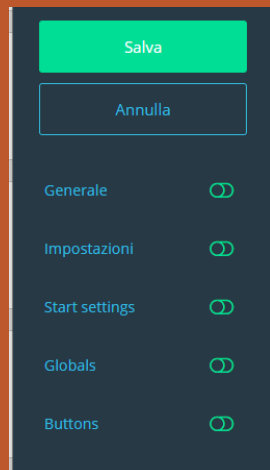 Salva
Annulla
Generale
Impostazioni
Start settings
Globals
Buttons